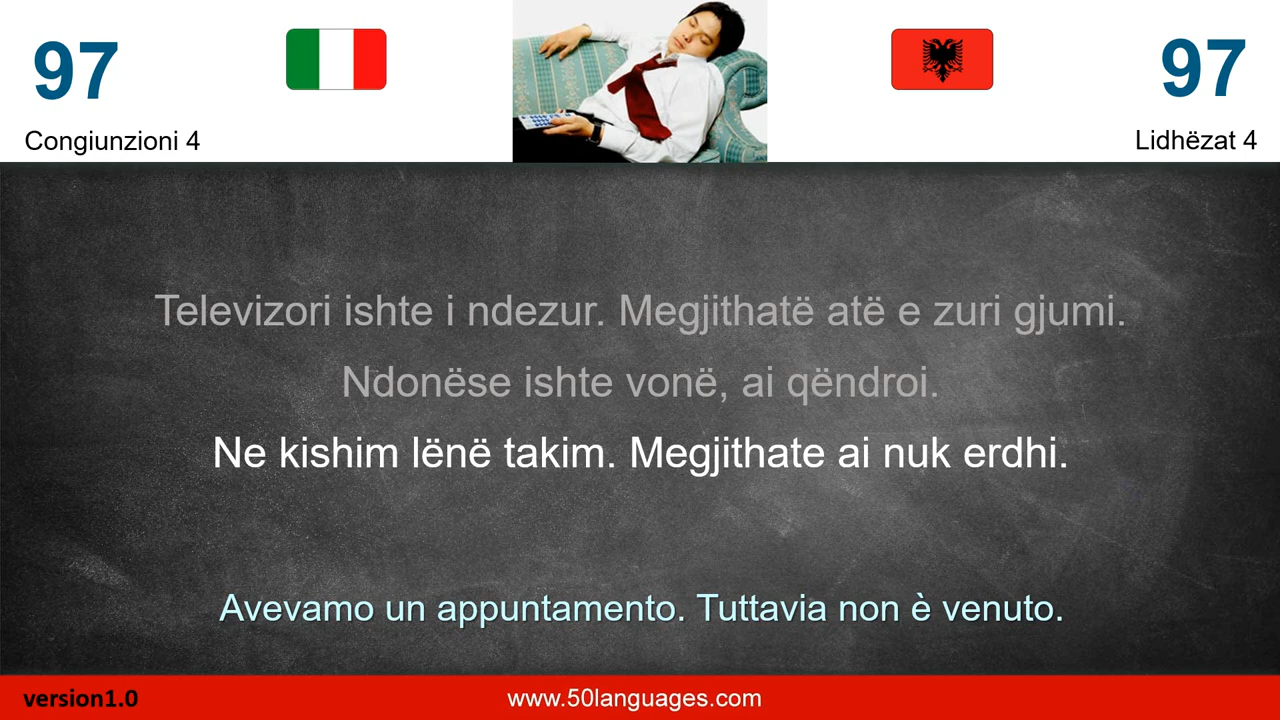 97
97
Congiunzioni 4
Lidhëzat 4
Televizori ishte i ndezur. Megjithatë atë e zuri gjumi.
Ndonëse ishte vonë, ai qëndroi.
Ne kishim lënë takim. Megjithate ai nuk erdhi.
Avevamo un appuntamento. Tuttavia non è venuto.
version1.0
www.50languages.com